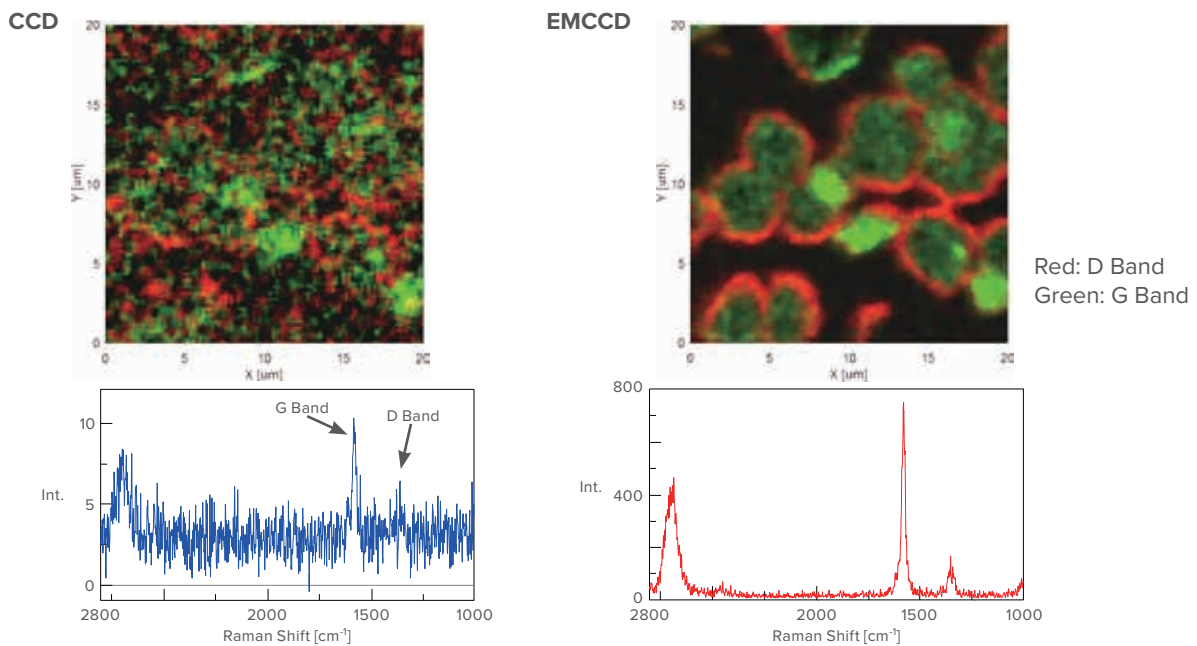 CCD
20
15
Y [um]
10
5
0
0 5 10 15 20
X [um]
EMCCD
20
15
Y [um]
10
5
0
0 5 10 15 20
X [um]
Red: D Band
Green: G Band
G Band
D Band
10
Int.
5
0
2800 2000 1500 1000
Raman Shift [cm⁻¹]
800
Int.
400
0
2800 2000 1500 1000
Raman Shift [cm⁻¹]